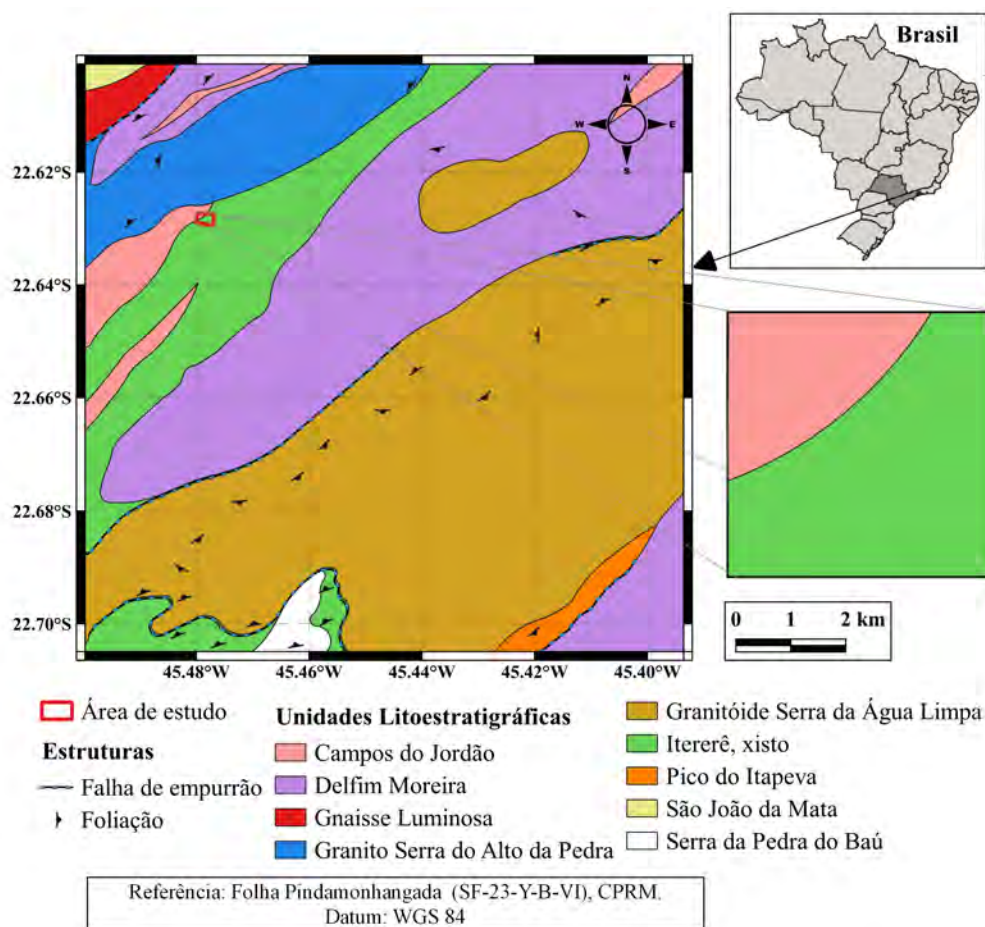 Brasil
N
W
E
S
22.62°S
22.64°S
22.66°S
22.68°S
22.70°S
45.48°W
45.46°W
45.44°W
45.42°W
45.40°W
0 1 2 km
Área de estudo
Estruturas
Falha de empurrão
Foliação
Unidades Litoestratigráficas
Campos do Jordão
Delfim Moreira
Gnaisse Luminosa
Granito Serra do Alto da Pedra
Granitóide Serra da Água Limpa
Itererê, xisto
Pico do Itapeva
São João da Mata
Serra da Pedra do Baú
Referência: Folha Pindamonhangada (SF-23-Y-B-VI), CPRM.
Datum: WGS 84